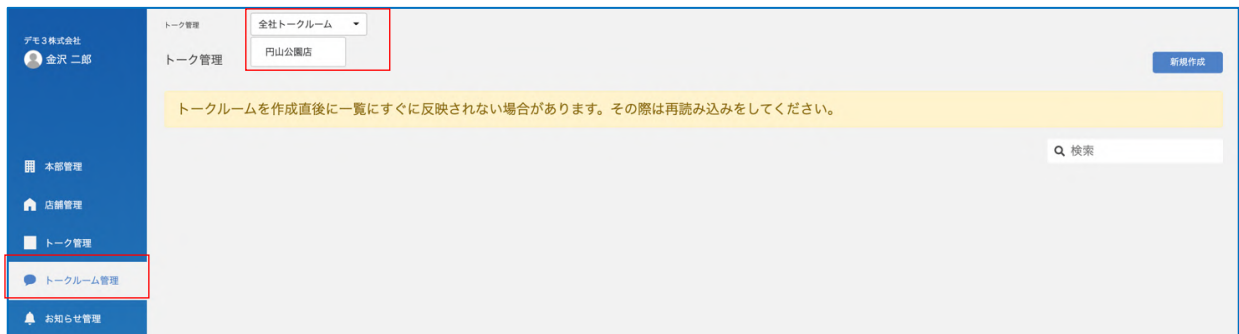 デモ3株式会社
金沢 二郎
本部管理
店舗管理
トーク管理
トークルーム管理
お知らせ管理
トーク管理
全社トークルーム
円山公園店
トーク管理
新規作成
トークルームを作成直後に一覧にすぐに反映されない場合があります。その際は再読み込みをしてください。
検索